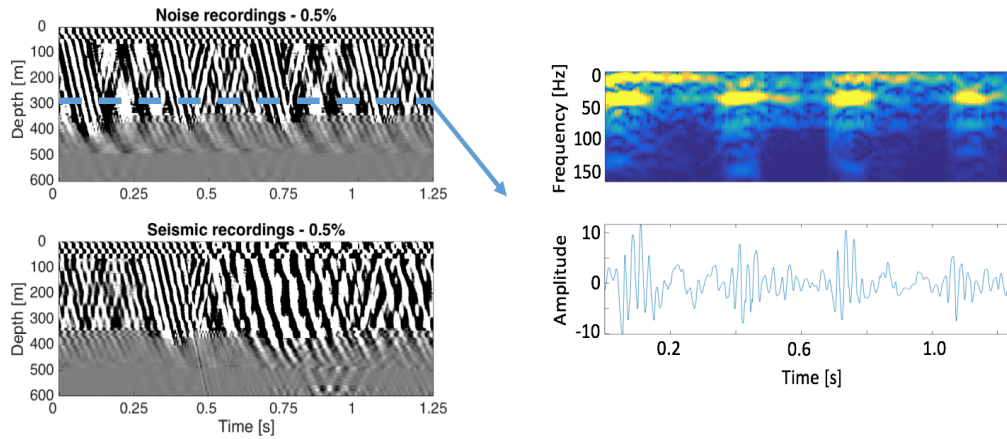 Noise recordings - 0.5%
Depth [m]
0
100
200
300
400
500
600
0 0.25 0.5 0.75 1 1.25
Seismic recordings - 0.5%
Depth [m]
0
100
200
300
400
500
600
0 0.25 0.5 0.75 1 1.25
Time [s]
Frequency [Hz]
0
50
100
150
Amplitude
10
0
-10
0.2 0.6 1.0
Time [s]